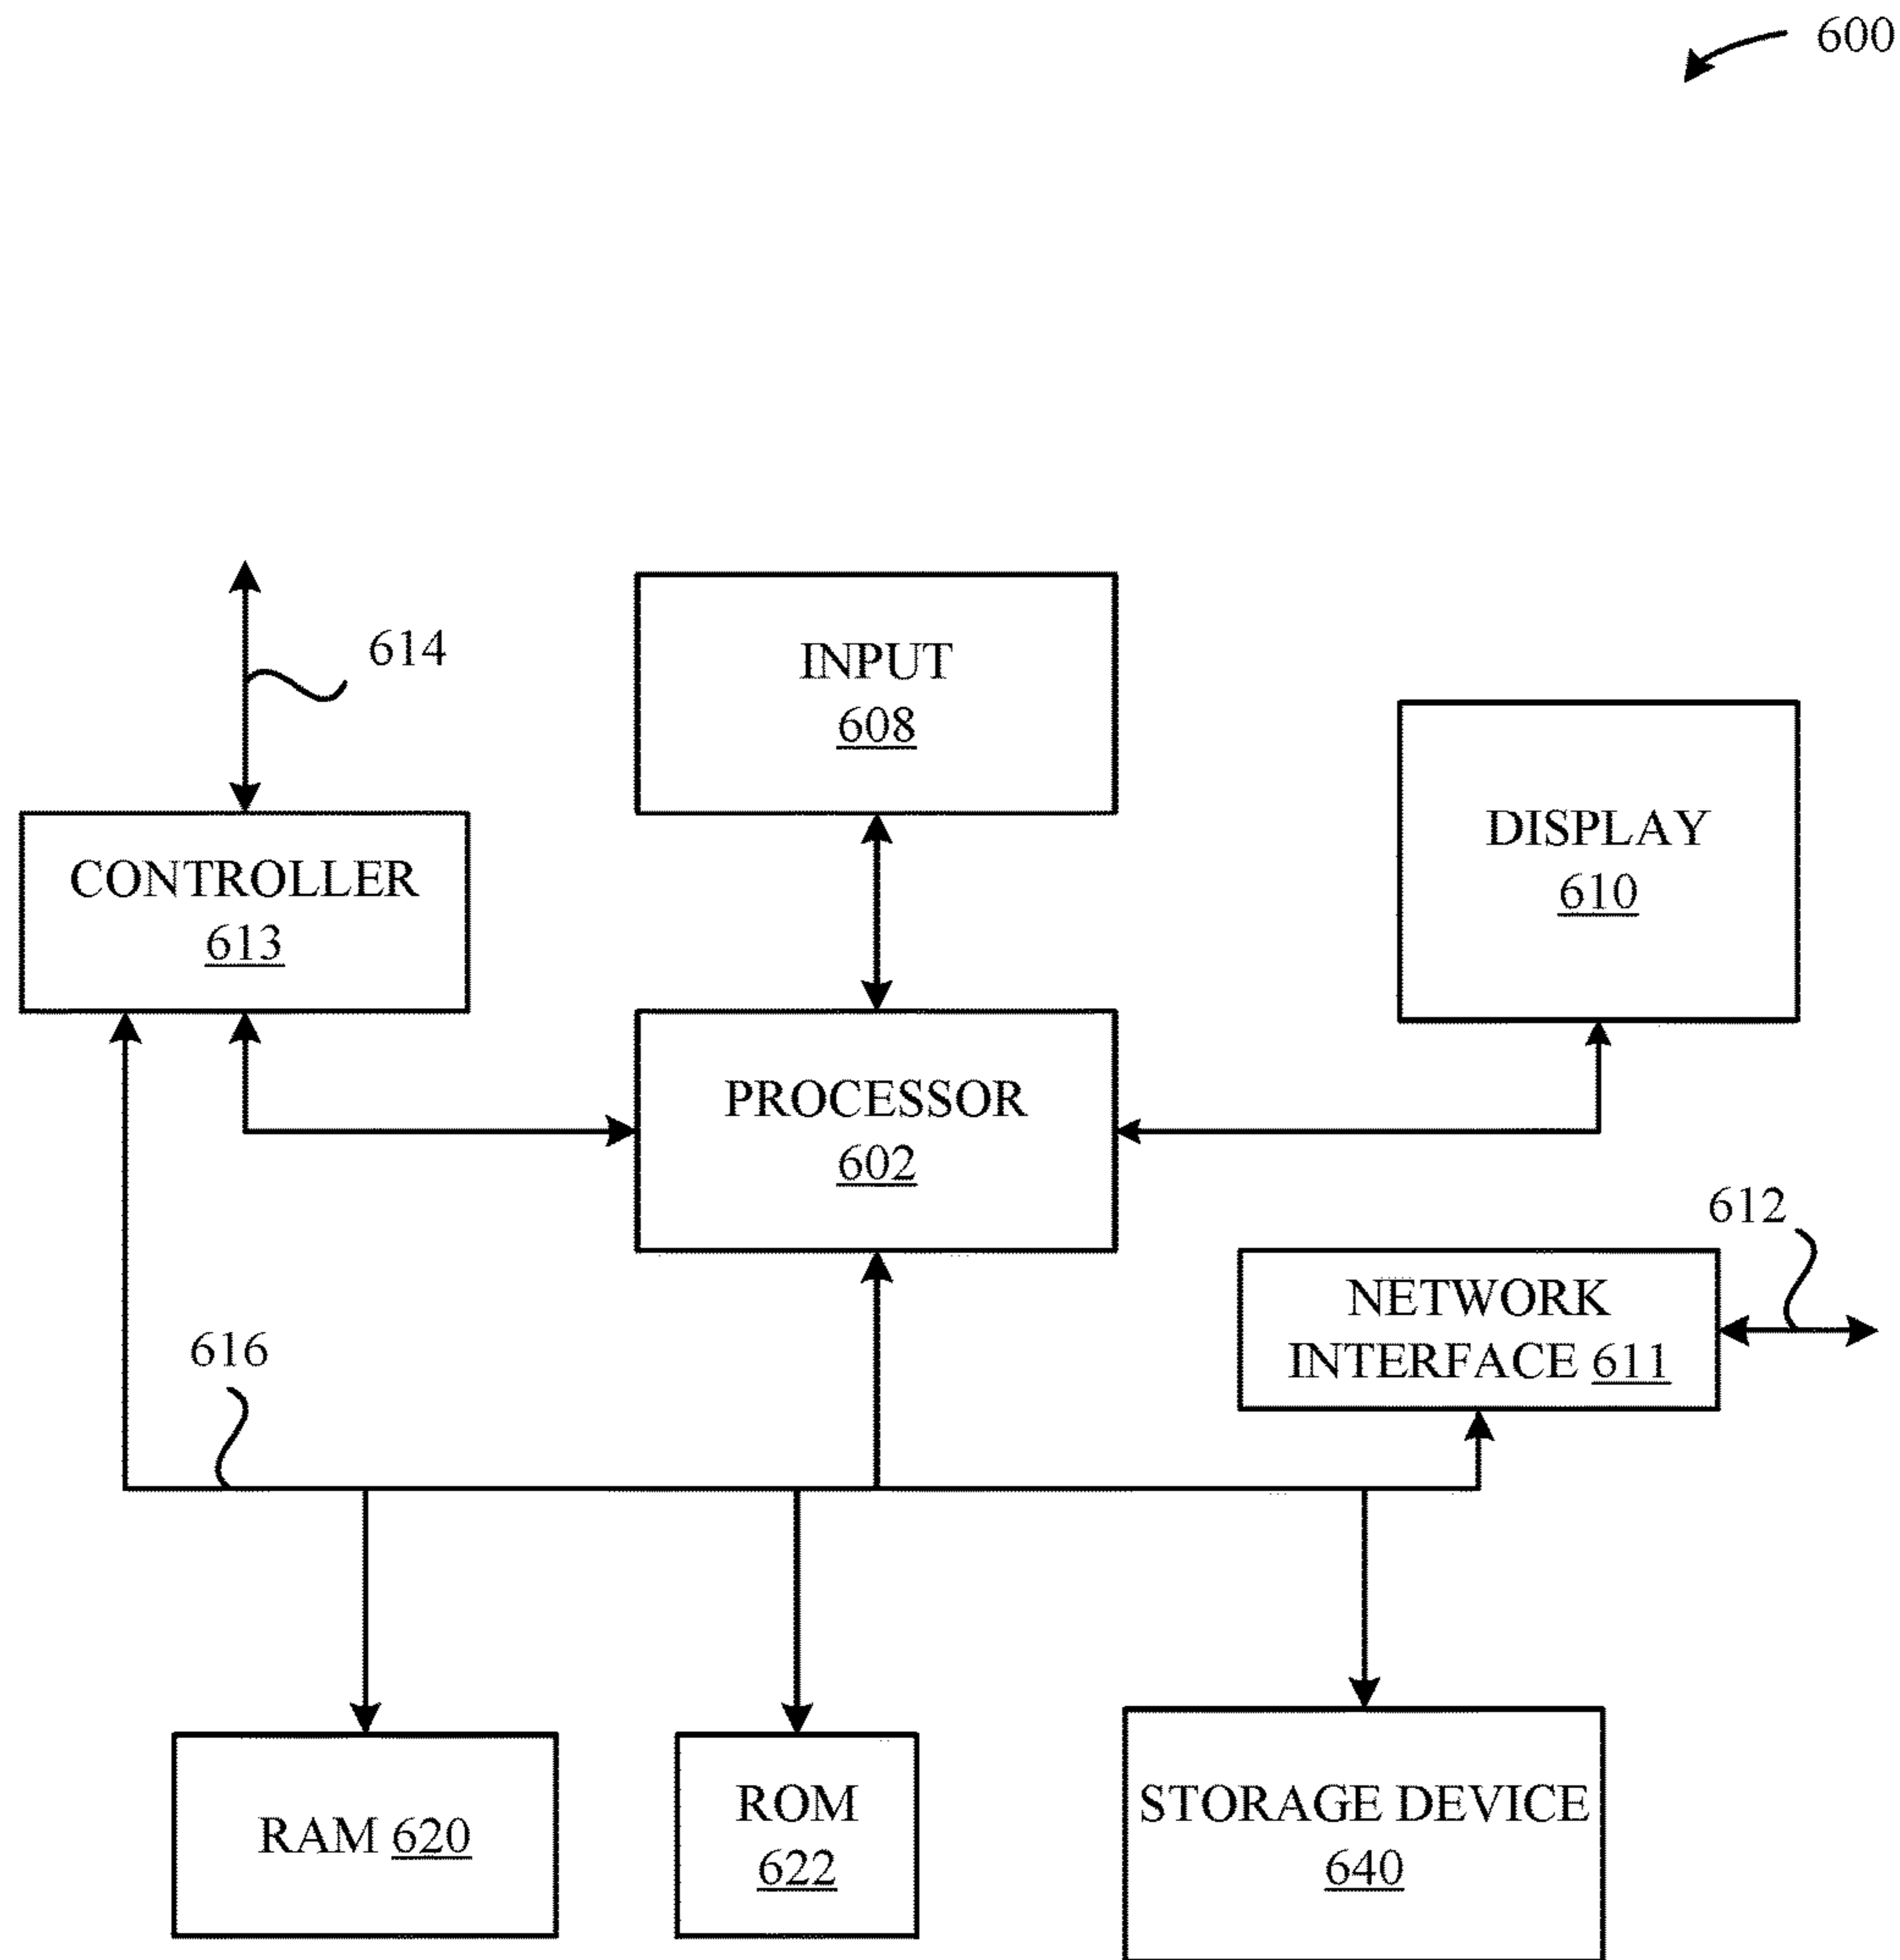 600
614
INPUT
608
DISPLAY
610
CONTROLLER
613
PROCESSOR
602
612
NETWORK
INTERFACE 611
616
RAM 620
ROM
622
STORAGE DEVICE
640